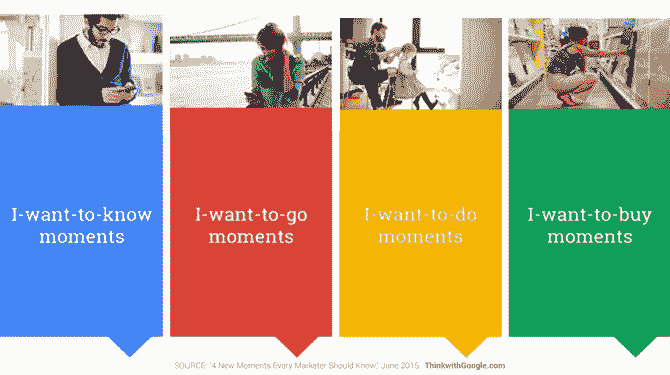 I-want-to-know
moments
I-want-to-go
moments
I-want-to-do
moments
I-want-to-buy
moments
SOURCE: '4 New Moments Every Marketer Should Know,' June 2015 ThinkwithGoogle.com